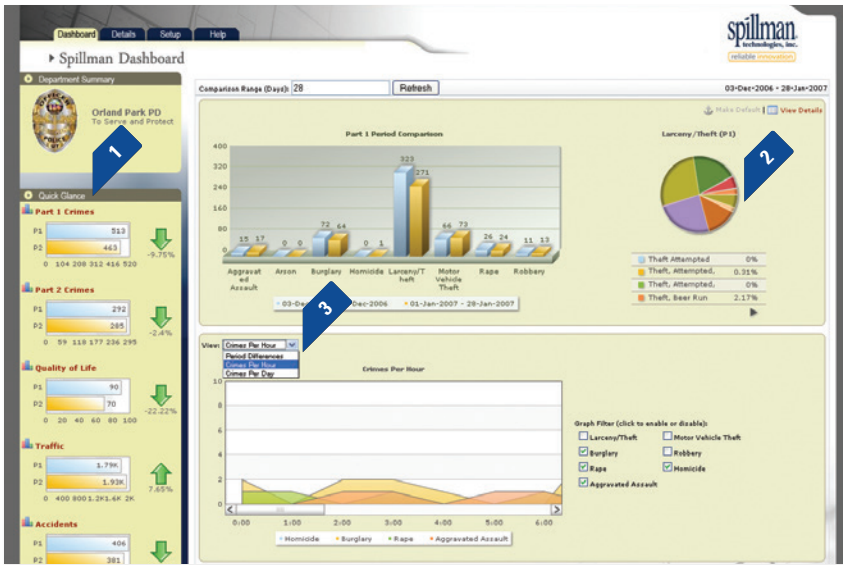 Dashboard Details Setup Help
spillman
technologies, inc.
reliable innovation
Spillman Dashboard
Department Summary
Orland Park PD
To Serve and Protect
1
Quick Glance
Part 1 Crimes
P1 513
P2 463
-9.75%
0 104 208 312 416 520
Part 2 Crimes
P1 292
P2 285
-2.4%
0 59 118 177 236 295
Quality of Life
P1 90
P2 70
-22.22%
0 20 40 60 80 100
Traffic
P1 1.79K
P2 1.93K
7.65%
0 400 800 1.2K 1.6K 2K
Accidents
P1 406
P2 381
Comparison Range (Days): 28 Refresh
03-Dec-2006 - 28-Jan-2007
Make Default | View Details
Part 1 Period Comparison
400
320
240
160
80
0
15 17 0 0 72 64 0 1 323 271 66 73 26 24 11 13
Aggravat
ed
Assault
Arson
Burglary
Homicide
Larceny/T
heft
Motor
Vehicle
Theft
Rape
Robbery
03-De Dec-2006 01-Jan-2007 - 28-Jan-2007
Larceny/Theft (P1)
2
Theft Attempted 0%
Theft, Attempted, 0.31%
Theft, Attempted, 0%
Theft, Beer Run 2.17%
3
View: Crimes Per Hour
Period Differences
Crimes Per Hour
Crimes Per Day
Crimes Per Hour
10
8
6
4
2
0
0:00 1:00 2:00 3:00 4:00 5:00 6:00
Homicide Burglary Rape Aggravated Assault
Graph Filter (click to enable or disable):
Larceny/Theft Motor Vehicle Theft
Burglary Robbery
Rape Homicide
Aggravated Assault